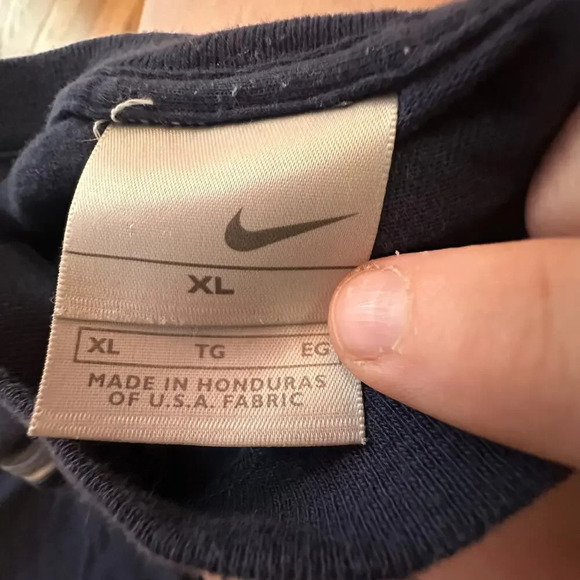 XL
XL TG EG
MADE IN HONDURAS
OF U.S.A. FABRIC